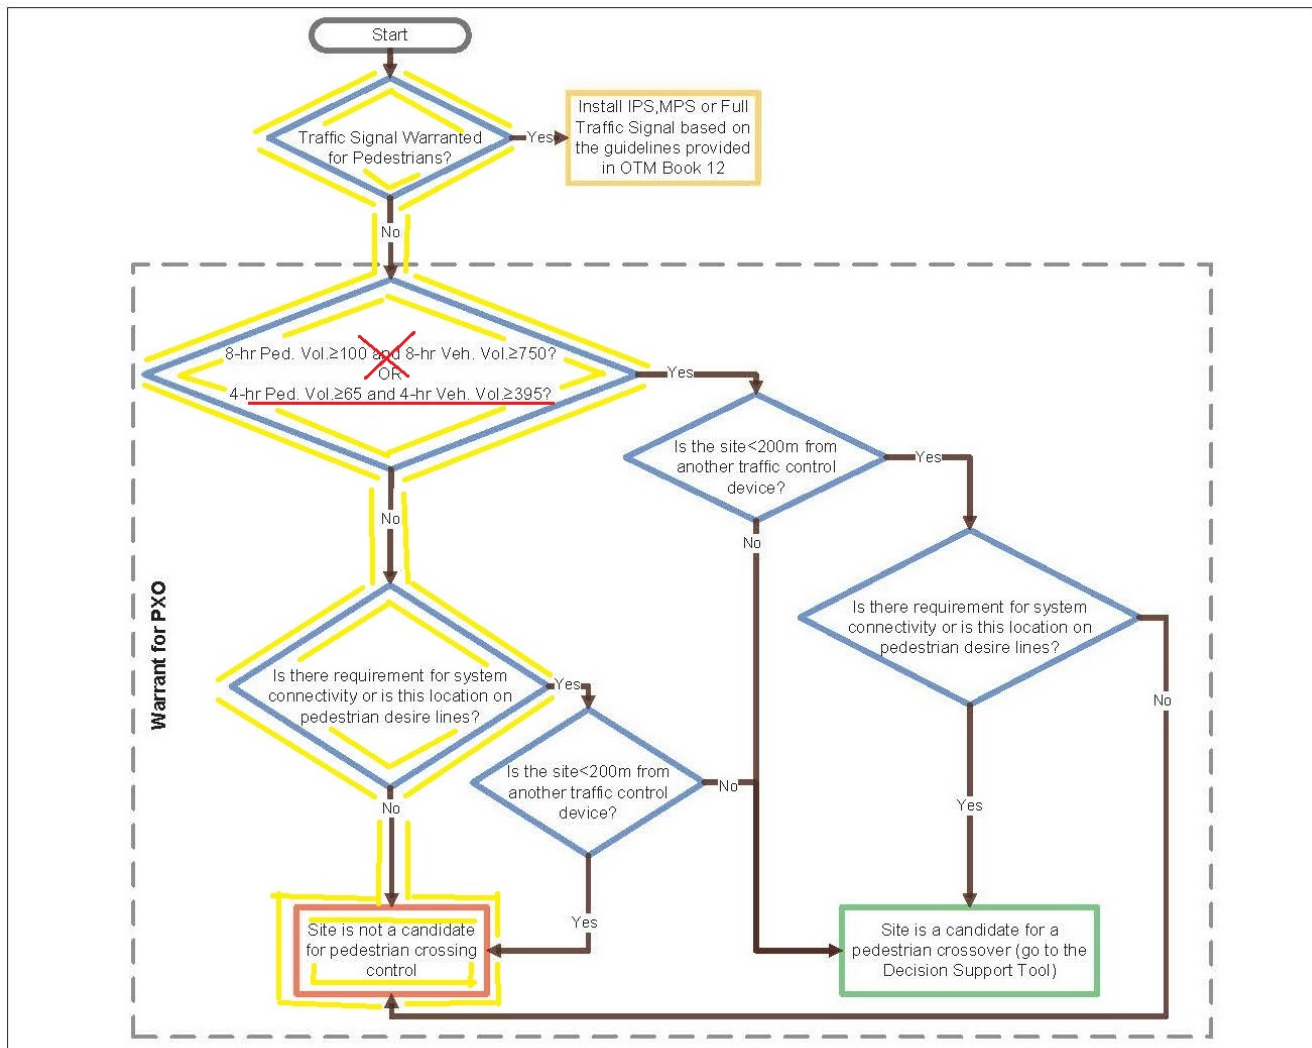 Start
Traffic Signal Warranted
for Pedestrians?
Yes
Install IPS,MPS or Full
Traffic Signal based on
the guidelines provided
in OTM Book 12
No
8-hr Ped. Vol.≥100 and 8-hr Veh. Vol.≥750?
OR
4-hr Ped. Vol.≥65 and 4-hr Veh. Vol.≥395?
Yes
Is the site<200m from
another traffic control
device?
Yes
No
No
Is there requirement for system
connectivity or is this location on
pedestrian desire lines?
No
Yes
Warrant for PXO
Is there requirement for system
connectivity or is this location on
pedestrian desire lines?
Yes
Is the site<200m from
another traffic control
device?
No
No
Yes
Site is not a candidate
for pedestrian crossing
control
Site is a candidate for a
pedestrian crossover (go to the
Decision Support Tool)